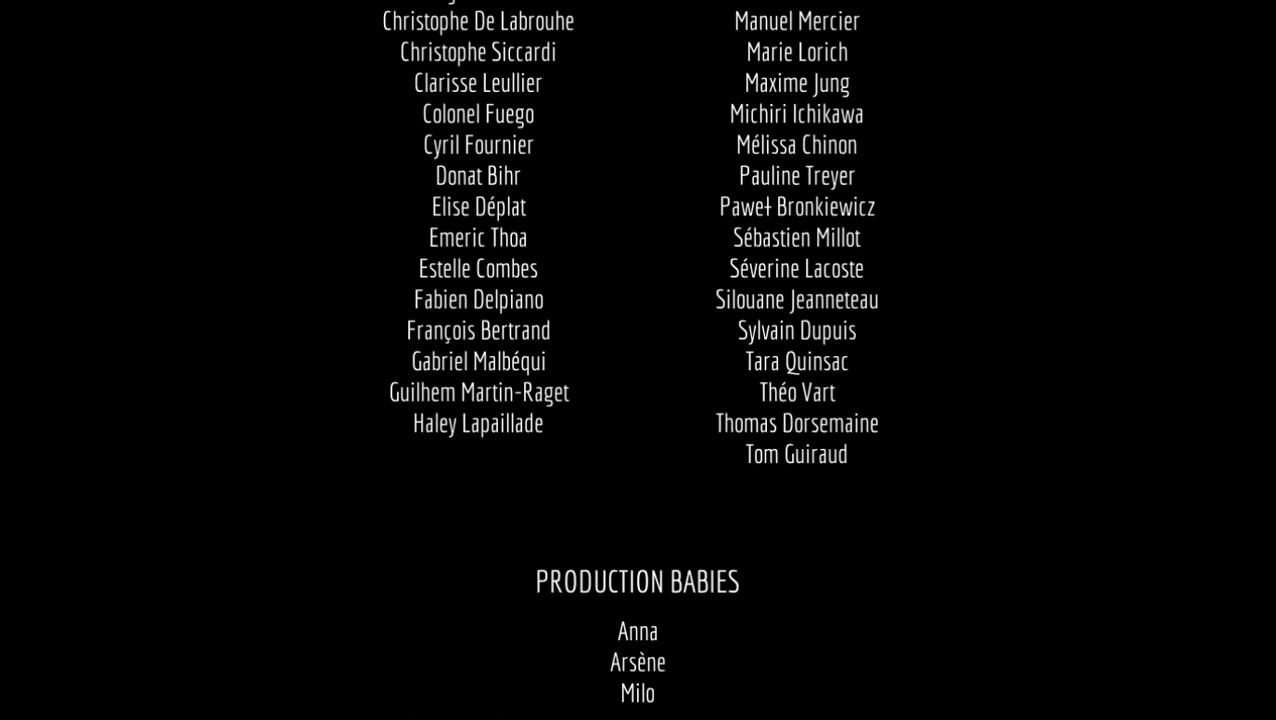 Christophe De Labrouhe
Christophe Siccardi
Clarisse Leullier
Colonel Fuego
Cyril Fournier
Donat Bihr
Elise Déplat
Emeric Thoa
Estelle Combes
Fabien Delpiano
François Bertrand
Gabriel Malbéqui
Guilhem Martin-Raget
Haley Lapaillade
Manuel Mercier
Marie Lorich
Maxime Jung
Michiri Ichikawa
Mélissa Chinon
Pauline Treyer
Paweł Bronkiewicz
Sébastien Millot
Séverine Lacoste
Silouane Jeanneteau
Sylvain Dupuis
Tara Quinsac
Théo Vart
Thomas Dorsemaine
Tom Guiraud
PRODUCTION BABIES
Anna
Arsène
Milo